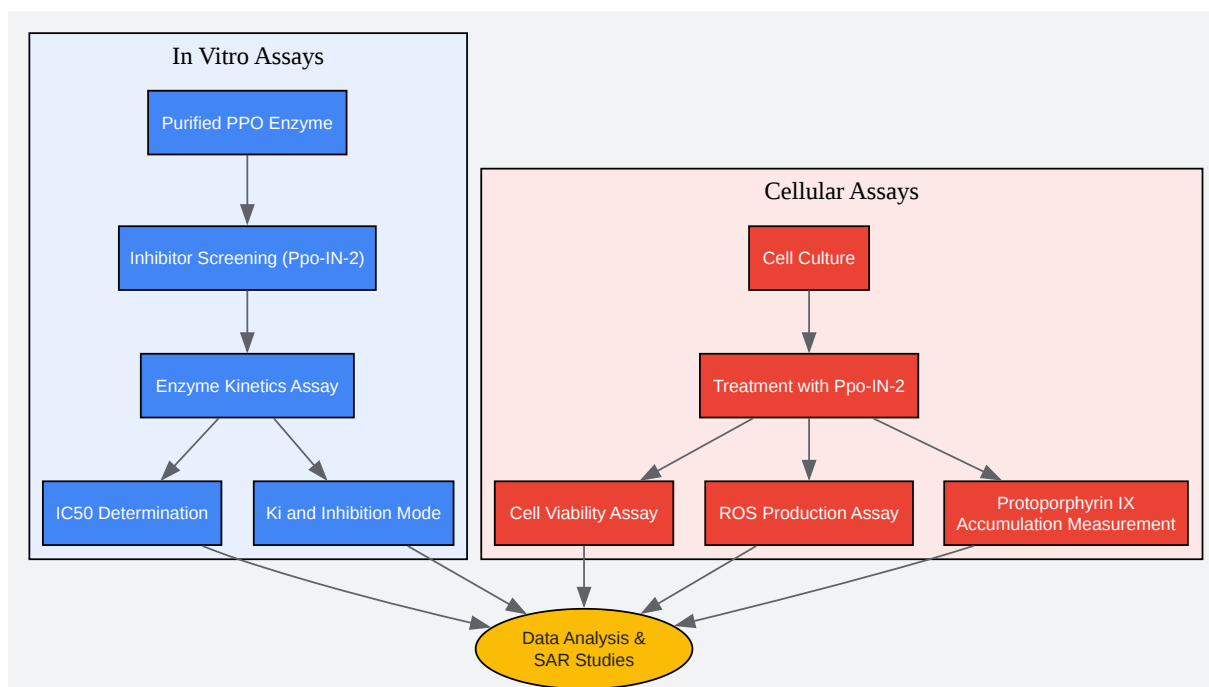 In Vitro Assays
Purified PPO Enzyme
Inhibitor Screening (Ppo-IN-2)
Enzyme Kinetics Assay
IC50 Determination
Ki and Inhibition Mode
Cellular Assays
Cell Culture
Treatment with Ppo-IN-2
Cell Viability Assay
ROS Production Assay
Protoporphyrin IX
Accumulation Measurement
Data Analysis &
SAR Studies